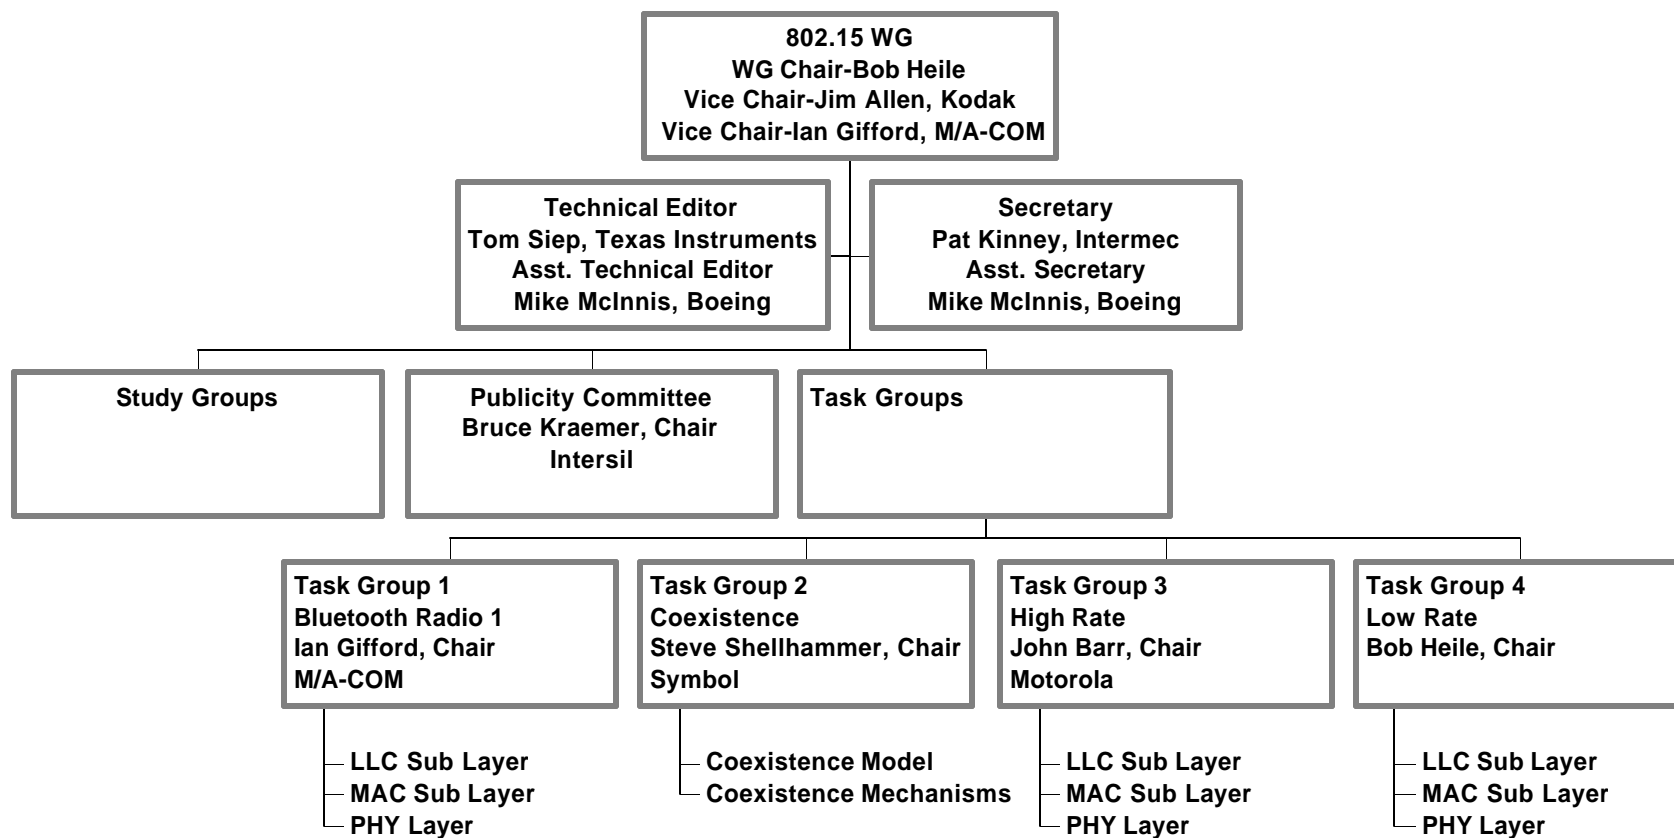 802.15 WG
WG Chair-Bob Heile
Vice Chair-Jim Allen, Kodak
Vice Chair-Ian Gifford, M/A-COM
Technical Editor
Tom Siep, Texas Instruments
Asst. Technical Editor
Mike McInnis, Boeing
Secretary
Pat Kinney, Intermec
Asst. Secretary
Mike McInnis, Boeing
Study Groups
Publicity Committee
Bruce Kraemer, Chair
Intersil
Task Groups
Task Group 1
Bluetooth Radio 1
Ian Gifford, Chair
M/A-COM
LLC Sub Layer
MAC Sub Layer
PHY Layer
Task Group 2
Coexistence
Steve Shellhammer, Chair
Symbol
Coexistence Model
Coexistence Mechanisms
Task Group 3
High Rate
John Barr, Chair
Motorola
LLC Sub Layer
MAC Sub Layer
PHY Layer
Task Group 4
Low Rate
Bob Heile, Chair
LLC Sub Layer
MAC Sub Layer
PHY Layer